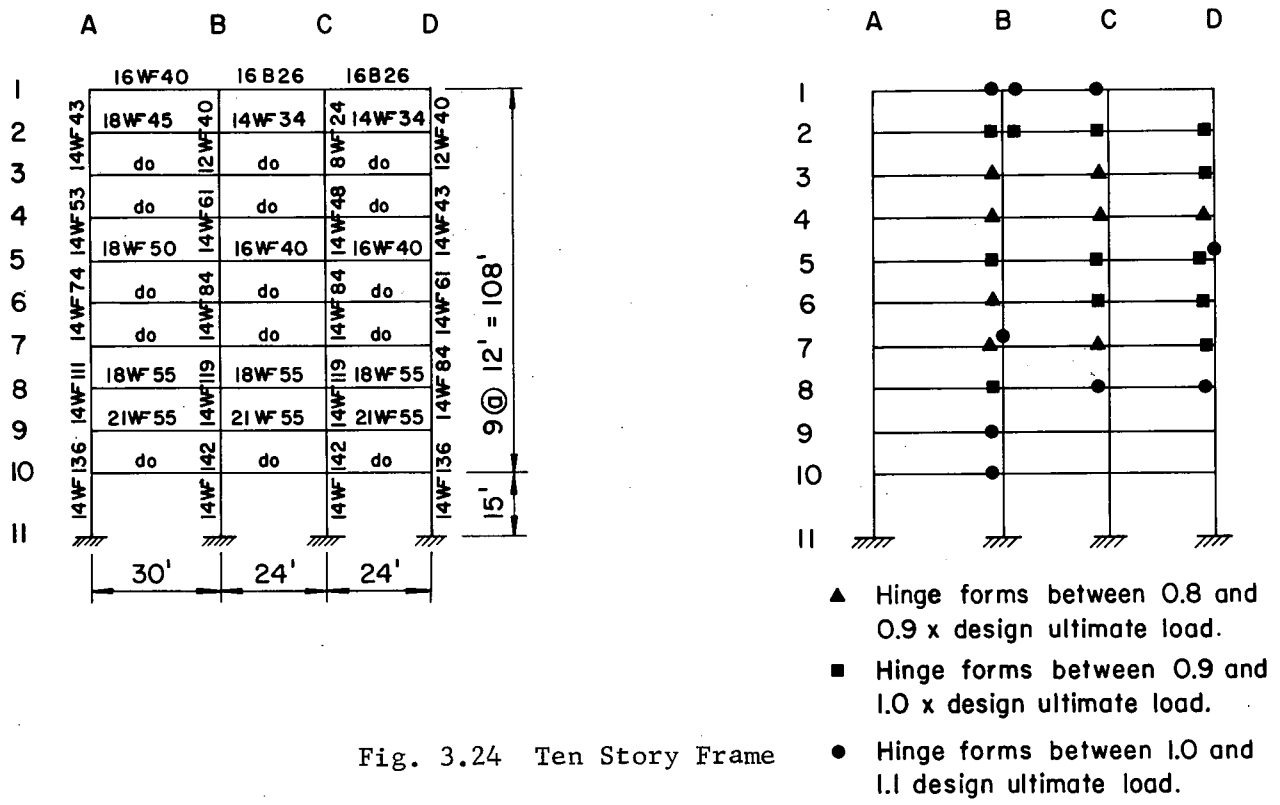 A B C D
1 16WF40 16B26 16B26
14WF43 18WF45 12WF40 14WF34 8WF24 14WF34 12WF40
2
do do do
3
14WF53 14WF61 14WF48 14WF43
do do do
4
18WF50 16WF40 16WF40
5
14WF74 14WF84 14WF84 14WF61
do do do
6
do do do
7
14WF111 18WF55 14WF119 18WF55 14WF119 18WF55 14WF84
8
21WF55 21WF55 21WF55
9
do do do
10
14WF136 14WF142 14WF142 14WF136
11
9 @ 12' = 108'
15'
30' 24' 24'
A B C D
1
2
3
4
5
6
7
8
9
10
11
▲ Hinge forms between 0.8 and
0.9 x design ultimate load.
■ Hinge forms between 0.9 and
1.0 x design ultimate load.
● Hinge forms between 1.0 and
1.1 design ultimate load.
Fig. 3.24 Ten Story Frame